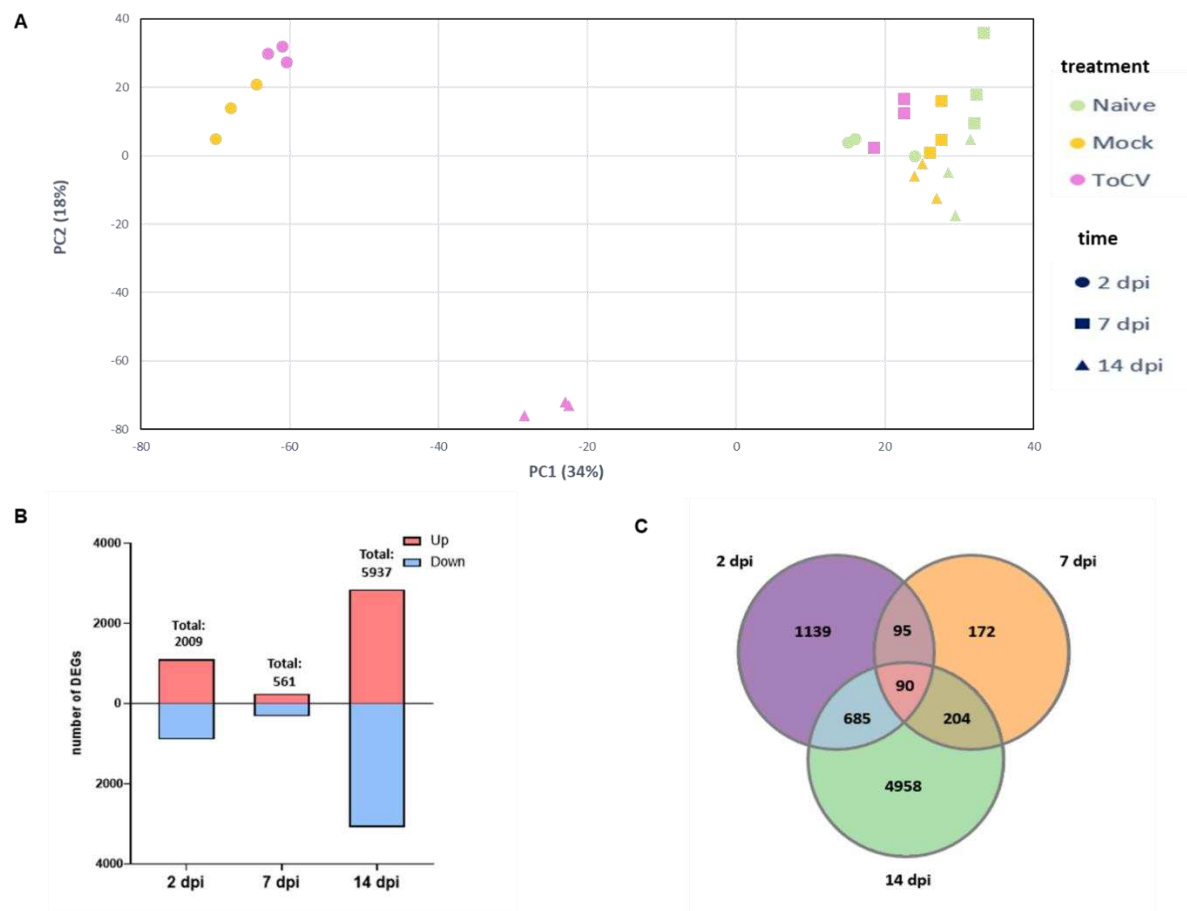 A
40
20
0
-20
-40
-60
-80
PC2 (18%)
-80
-60
-40
-20
0
20
40
PC1 (34%)
treatment
Naive
Mock
ToCV
time
2 dpi
7 dpi
14 dpi
B
Up
Down
4000
2000
0
2000
4000
number of DEGs
Total:
2009
Total:
561
Total:
5937
2 dpi
7 dpi
14 dpi
C
2 dpi
7 dpi
1139
95
172
90
685
204
4958
14 dpi